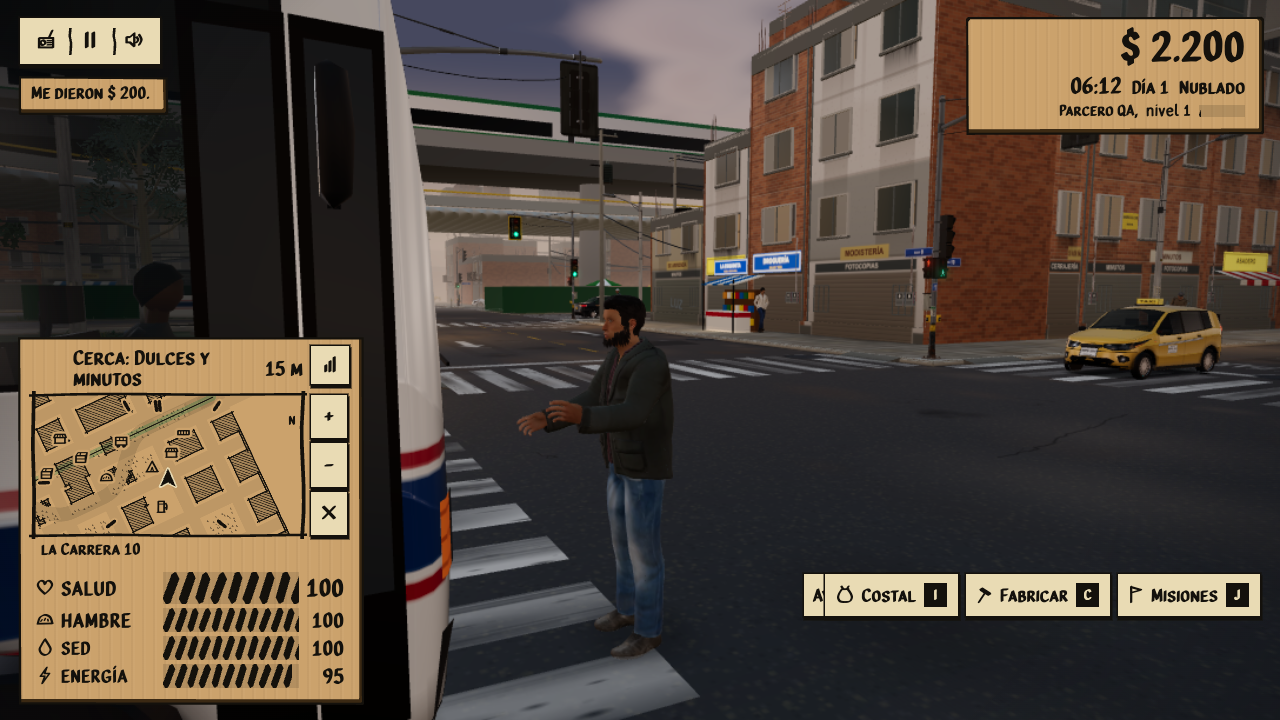 ME DIERON $ 200.
$ 2.200
06:12 DÍA 1 NUBLADO
PARCERO QA, nivel 1
CERCA: DULCES Y
MINUTOS
15 M
N
LA CARRERA 10
SALUD 100
HAMBRE 100
SED 100
ENERGÍA 95
COSTAL I
FABRICAR C
MISIONES J
MODISTERÍA
FOTOCOPIAS
DROGUERÍA